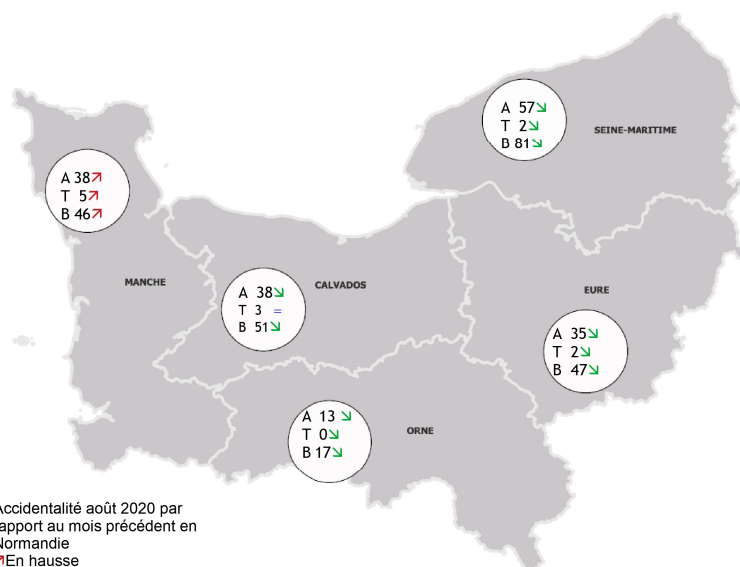 A 57↘
T 2↘
B 81↘
SEINE-MARITIME
A 38↗
T 5↗
B 46↗
MANCHE
A 38↘
T 3 =
B 51↘
CALVADOS
EURE
A 35↘
T 2↘
B 47↘
A 13 ↘
T 0↘
B 17↘
ORNE
Accidentalité août 2020 par
rapport au mois précédent en
Normandie
↗En hausse